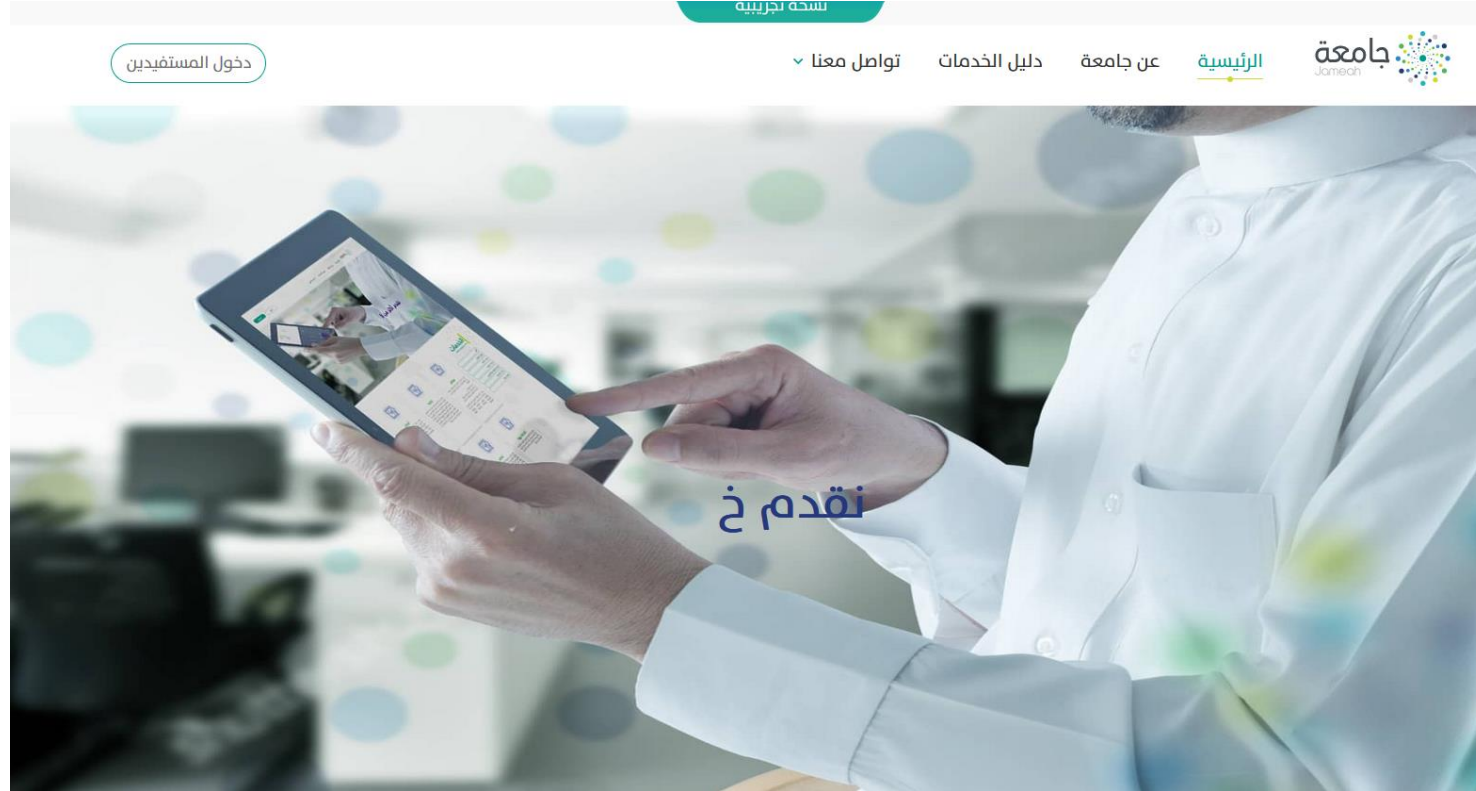 نسخة تجريبية
جامعة
Jameah
الرئيسية
عن جامعة
دليل الخدمات
تواصل معنا
دخول المستفيدين
نقدم خ